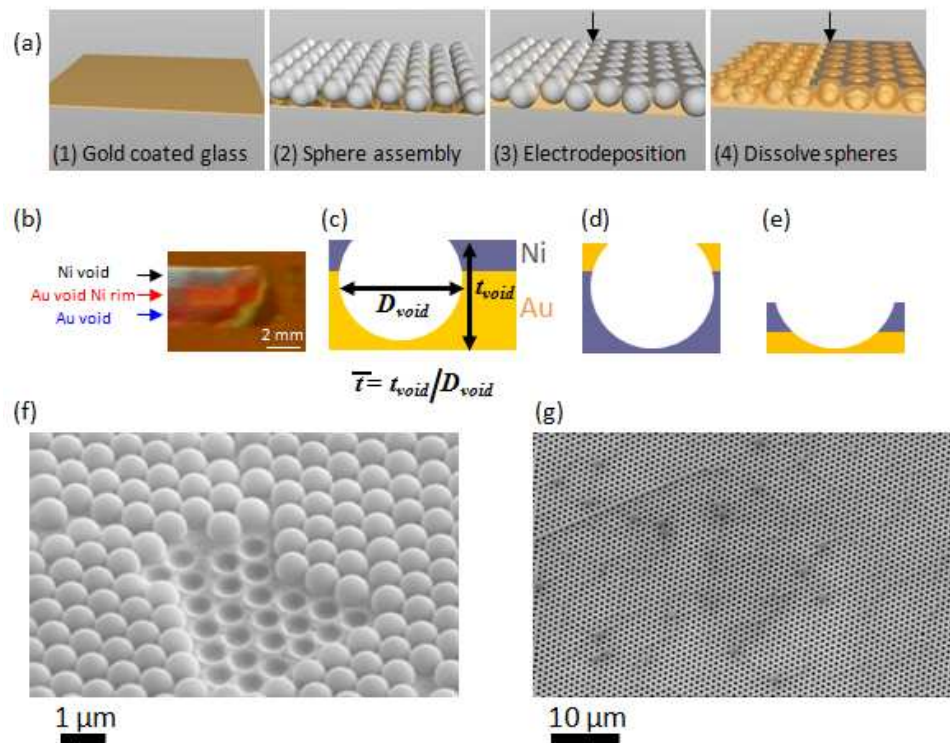 (a)
(1) Gold coated glass
(2) Sphere assembly
(3) Electrodeposition
(4) Dissolve spheres
(b)
Ni void
Au void Ni rim
Au void
2 mm
(c)
D_void
t_void
Ni
Au
t̅ = t_void/D_void
(d)
(e)
(f)
1 μm
(g)
10 μm